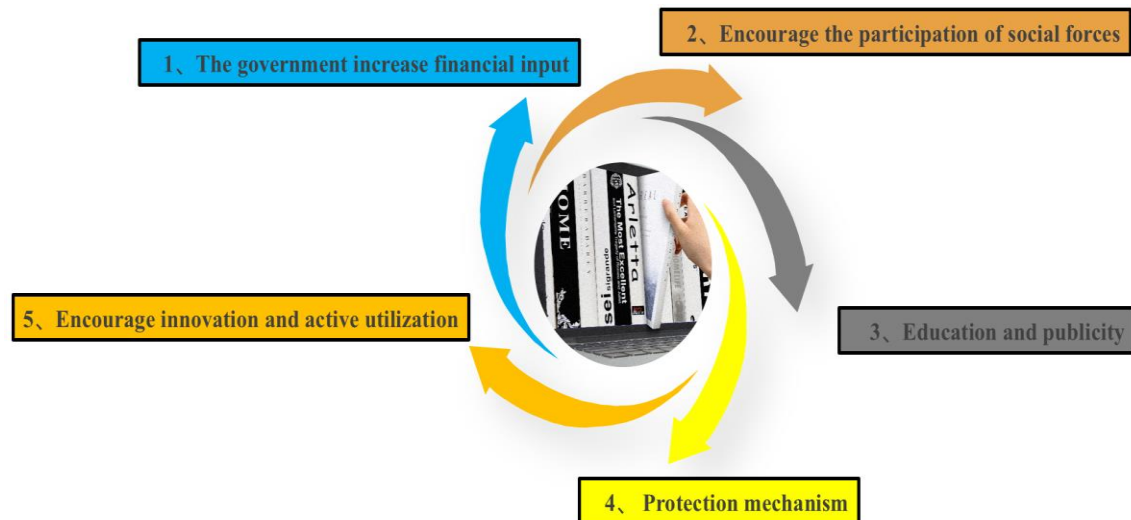 1、The government increase financial input
2、Encourage the participation of social forces
3、Education and publicity
4、 Protection mechanism
5、Encourage innovation and active utilization
OME
Arletta
The Most Excellent